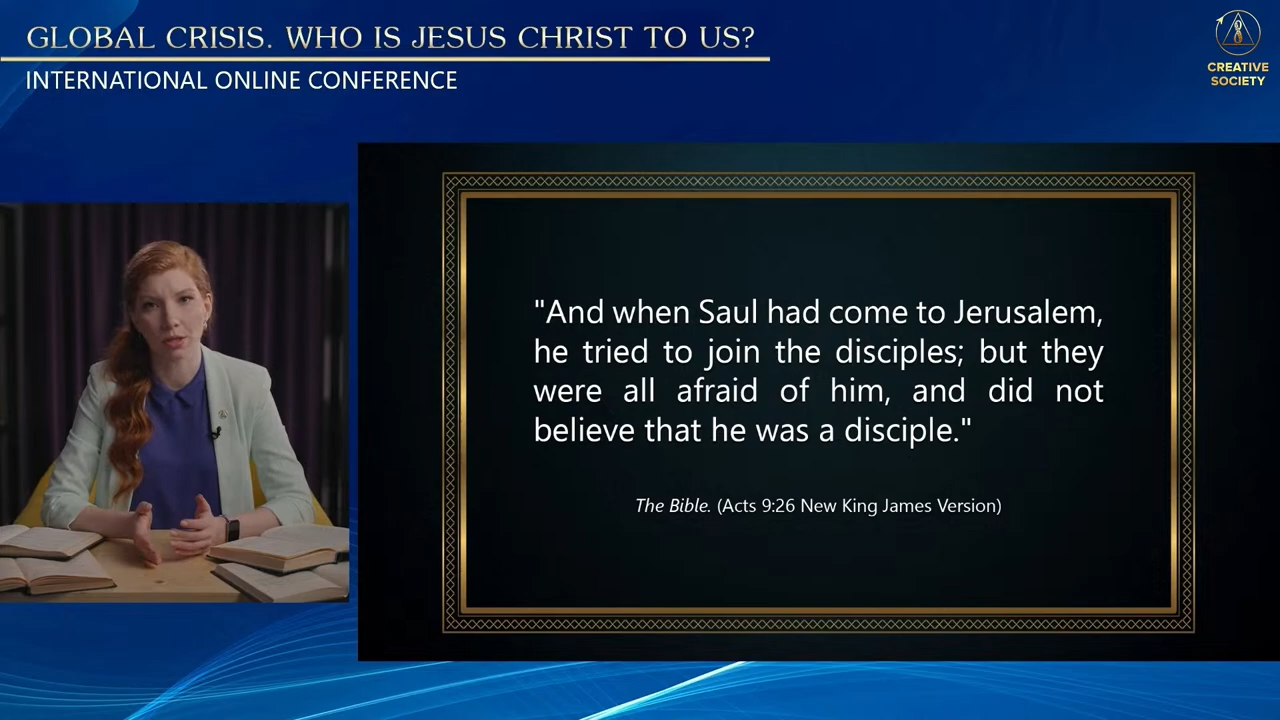 GLOBAL CRISIS. WHO IS JESUS CHRIST TO US?
INTERNATIONAL ONLINE CONFERENCE
CREATIVE
SOCIETY
"And when Saul had come to Jerusalem,
he tried to join the disciples; but they
were all afraid of him, and did not
believe that he was a disciple."
The Bible. (Acts 9:26 New King James Version)